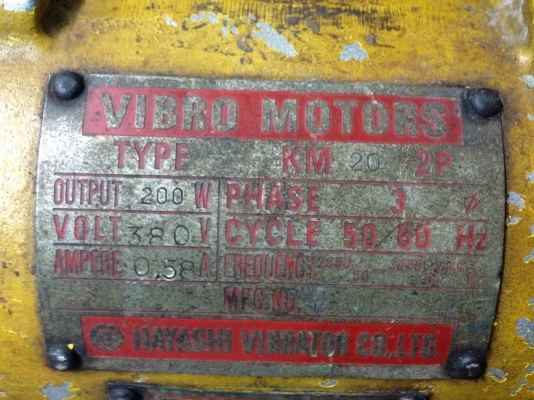 VIBRO MOTORS
TYPE KM 20 2P
OUTPUT 200 W PHASE 3 ø
VOLT 380 V CYCLE 50/60 Hz
AMPERE 0.58 A FREQUENCY
MFG.NO.
HAYASHI VIBRATOR CO.,LTD.